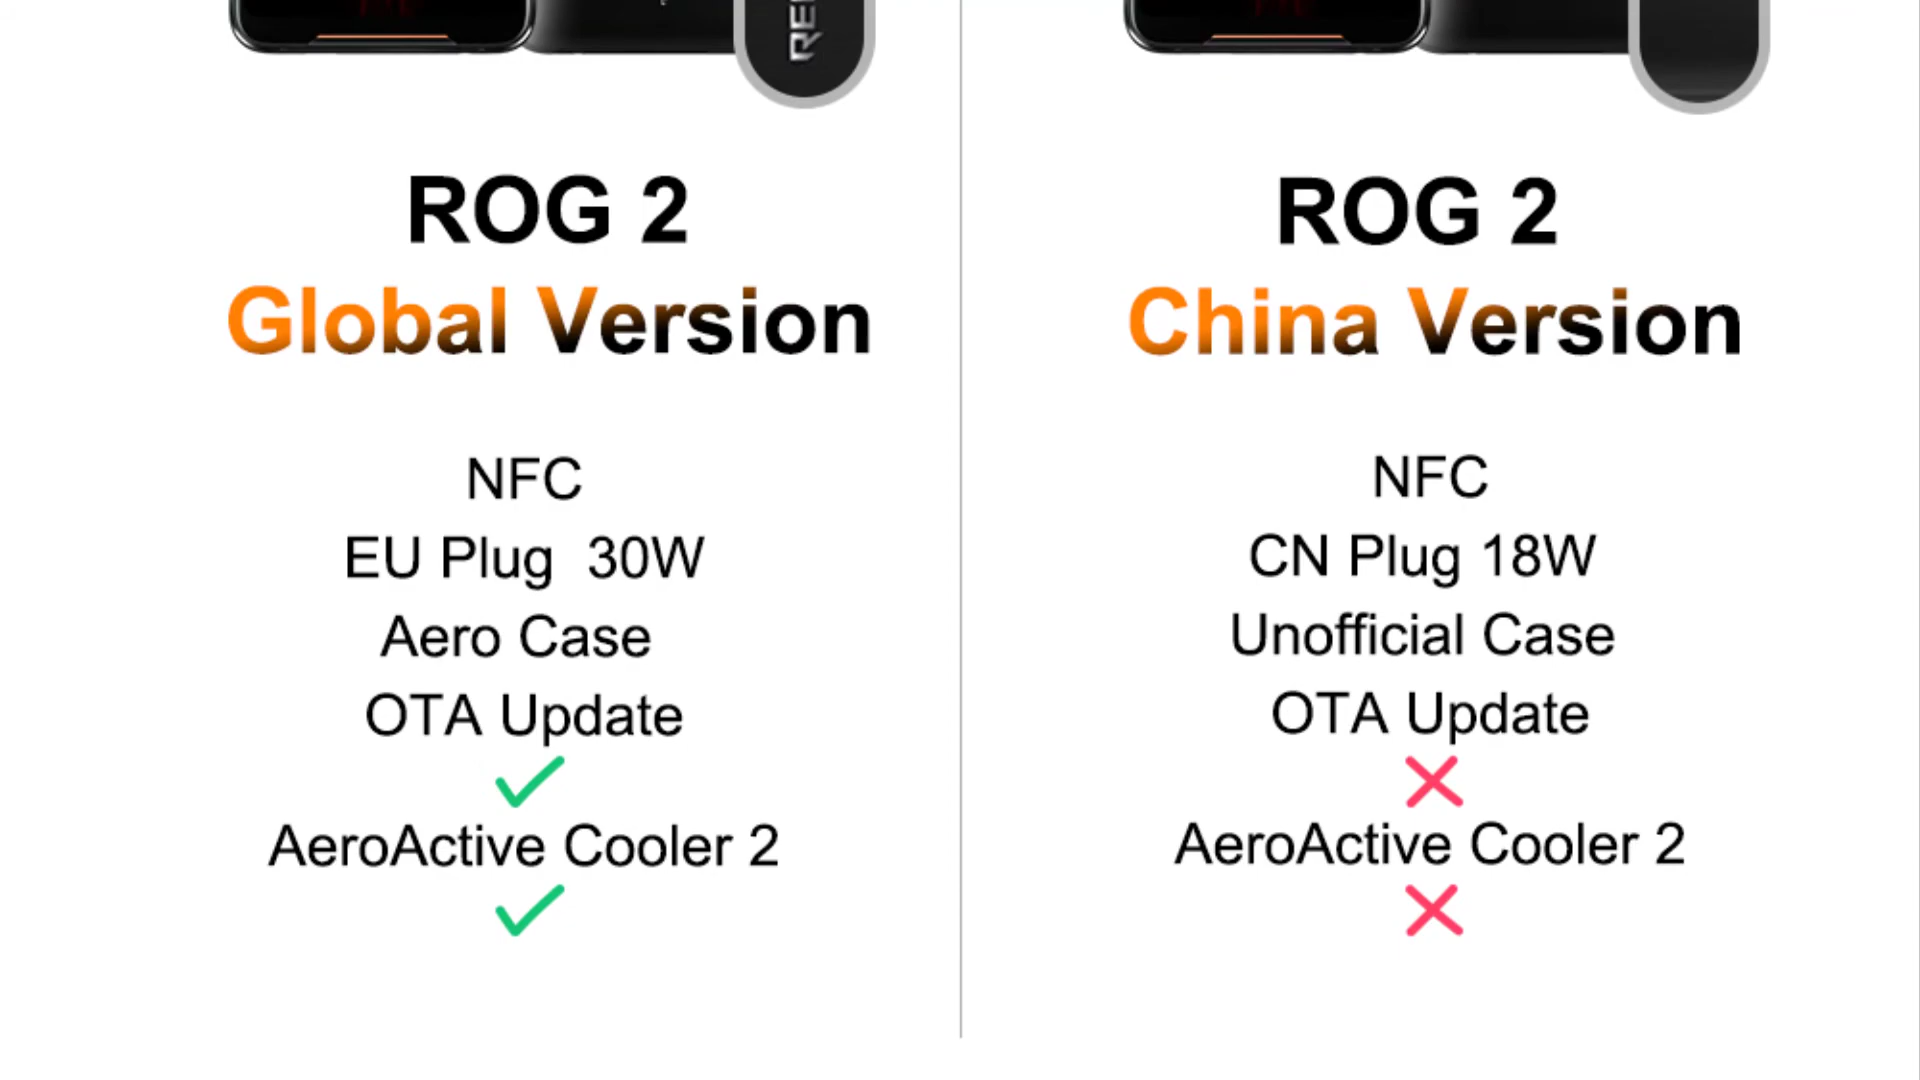 ROG 2
Global Version
NFC
EU Plug 30W
Aero Case
OTA Update
AeroActive Cooler 2
ROG 2
China Version
NFC
CN Plug 18W
Unofficial Case
OTA Update
AeroActive Cooler 2